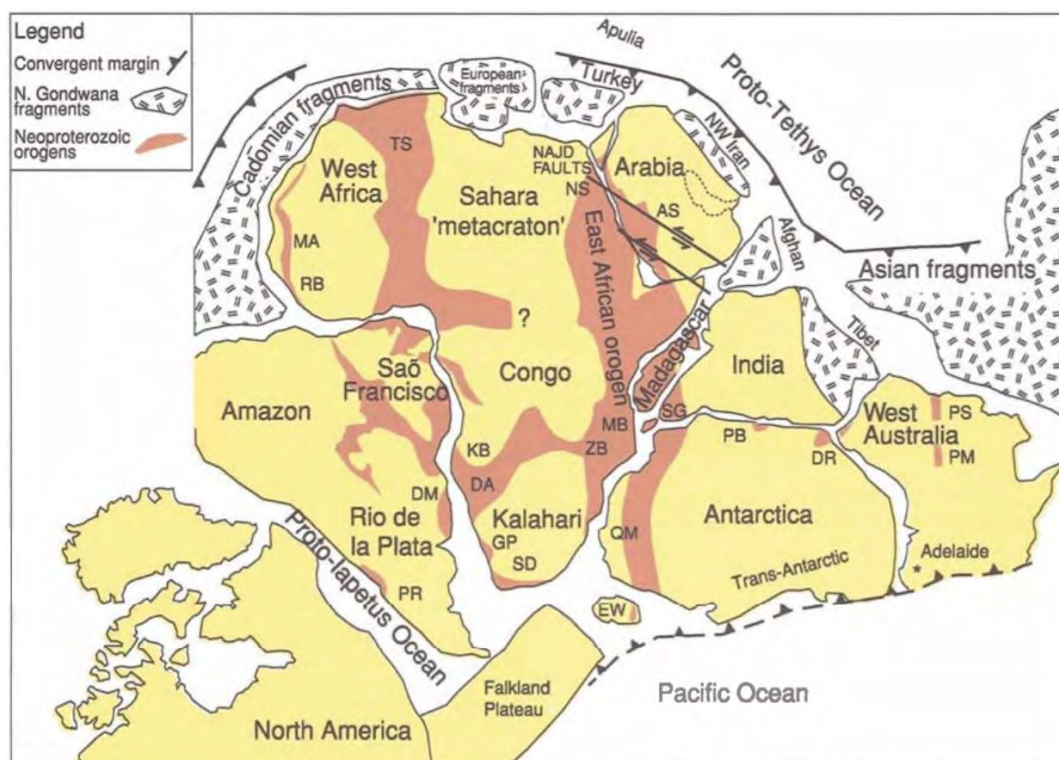 Legend
Convergent margin
N. Gondwana
fragments
Neoproterozoic
orogens
Apulia
European
fragments
Turkey
Proto-Tethys Ocean
Cadomian fragments
TS
West
Africa
NAJD
FAULTS
NS
Arabia
NW Iran
Sahara
'metacraton'
AS
MA
RB
East African orogen
Afghan
Asian fragments
?
Madagascar
Tibet
India
Saõ
Francisco
Congo
Amazon
MB
SG
West
Australia
PS
PM
KB
ZB
PB
DR
DM
DA
Kalahari
Antarctica
Rio de
la Plata
GP
SD
QM
Adelaide
*
Trans-Antarctic
Proto-Iapetus Ocean
PR
EW
Falkland
Plateau
Pacific Ocean
North America